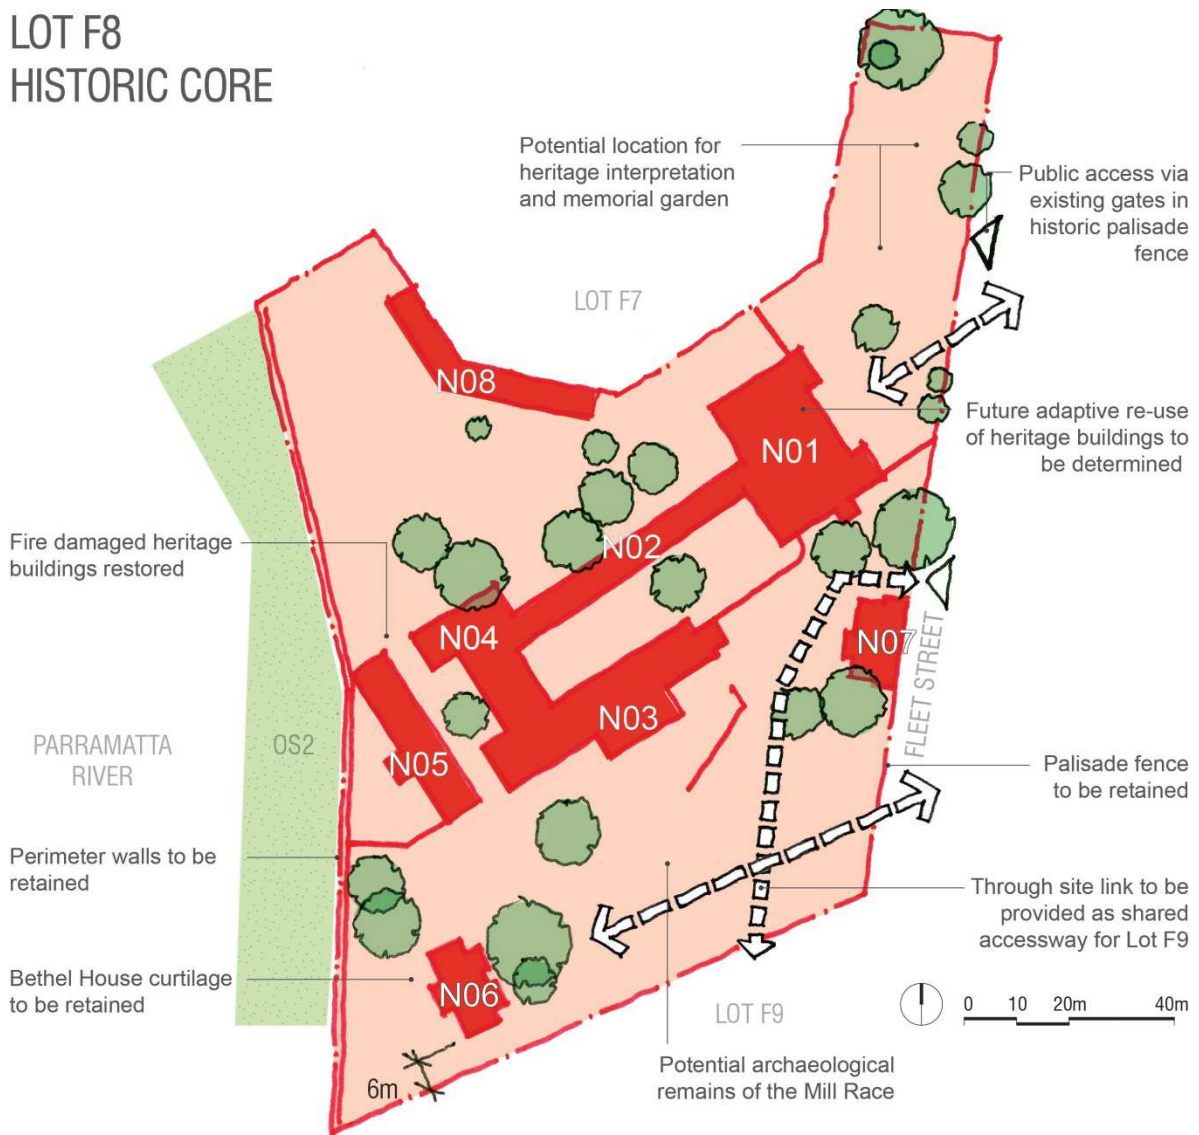 LOT F8
HISTORIC CORE
Potential location for
heritage interpretation
and memorial garden
Public access via
existing gates in
historic palisade
fence
LOT F7
N08
N01
Future adaptive re-use
of heritage buildings to
be determined
Fire damaged heritage
buildings restored
N02
N04
N07
FLEET STREET
N03
PARRAMATTA
RIVER
OS2
N05
Palisade fence
to be retained
Perimeter walls to be
retained
Through site link to be
provided as shared
accessway for Lot F9
Bethel House curtilage
to be retained
N06
LOT F9
0 10 20m 40m
Potential archaeological
remains of the Mill Race
6m